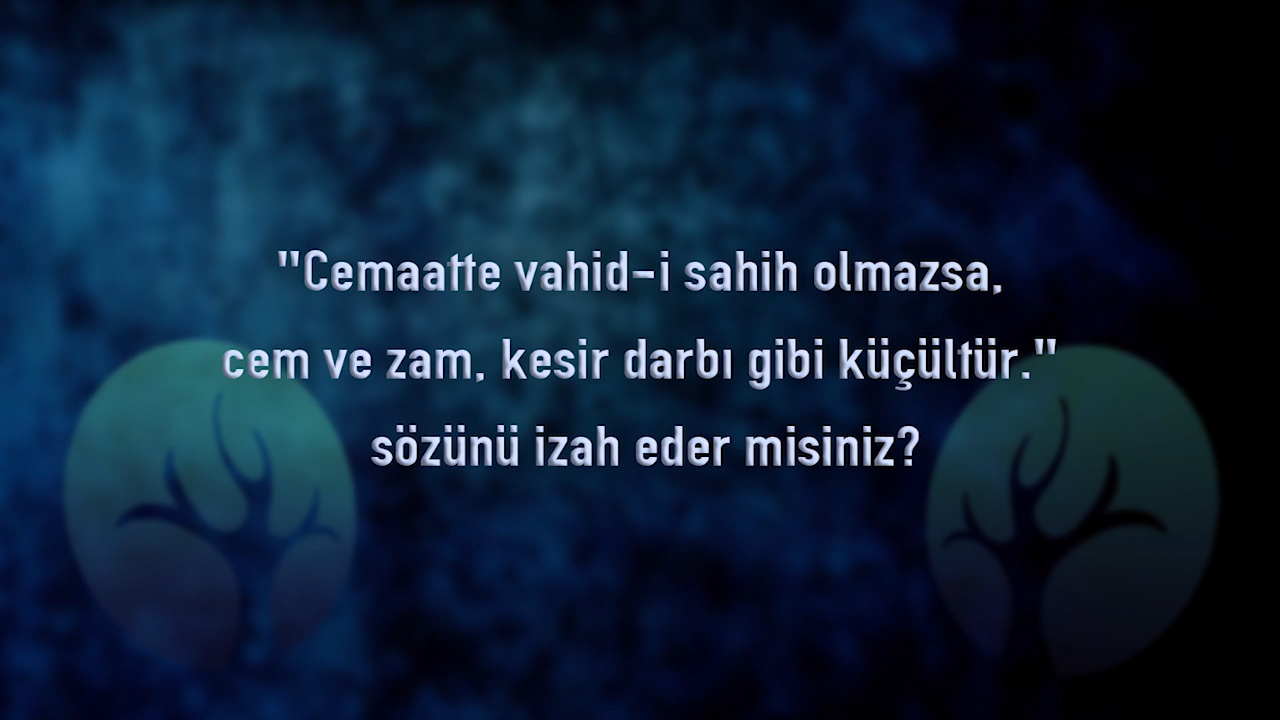 "Cemaatte vahid-i sahih olmazsa,
cem ve zam, kesir darbı gibi küçültür."
sözünü izah eder misiniz?